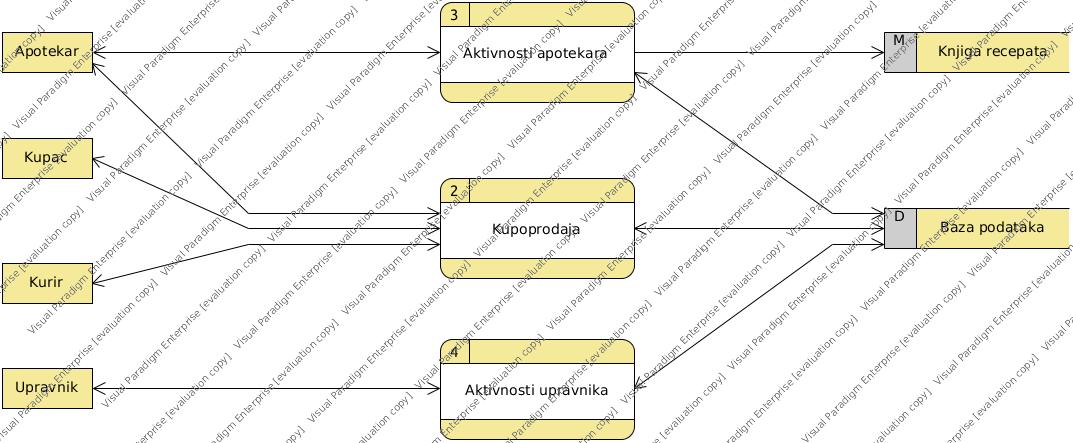 3
Apotekar
Aktivnosti apotekara
M
Knjiga recepata
Kupac
2
Kupoprodaja
D
Baza podataka
Kurir
4
Upravnik
Aktivnosti upravnika
Visual Paradigm Enterprise [evaluation copy]